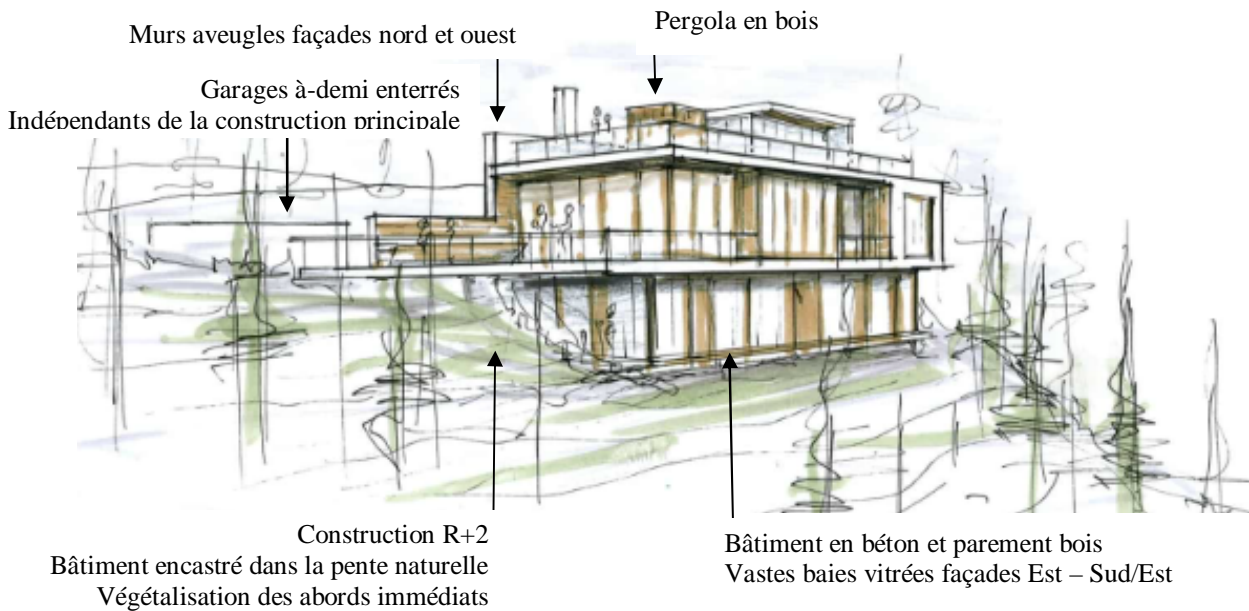 Murs aveugles façades nord et ouest
Pergola en bois
Garages à-demi enterrés
Indépendants de la construction principale
Construction R+2
Bâtiment encastré dans la pente naturelle
Végétalisation des abords immédiats
Bâtiment en béton et parement bois
Vastes baies vitrées façades Est – Sud/Est